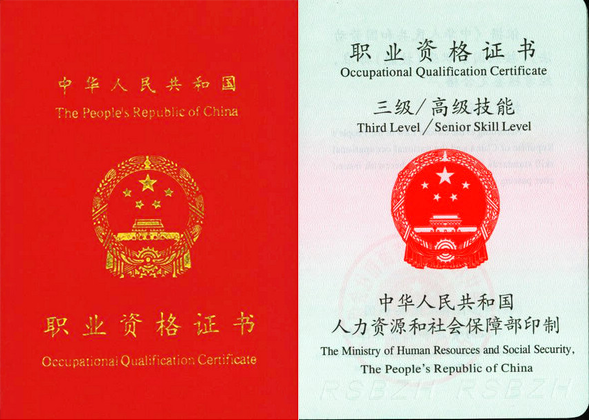 中华人民共和国
The People's Republic of China
职业资格证书
Occupational Qualification Certificate
职业资格证书
Occupational Qualification Certificate
三级/高级技能
Third Level/Senior Skill Level
中华人民共和国
人力资源和社会保障部印制
The Ministry of Human Resources and Social Security,
The People's Republic of China
RSBZH RSBZH